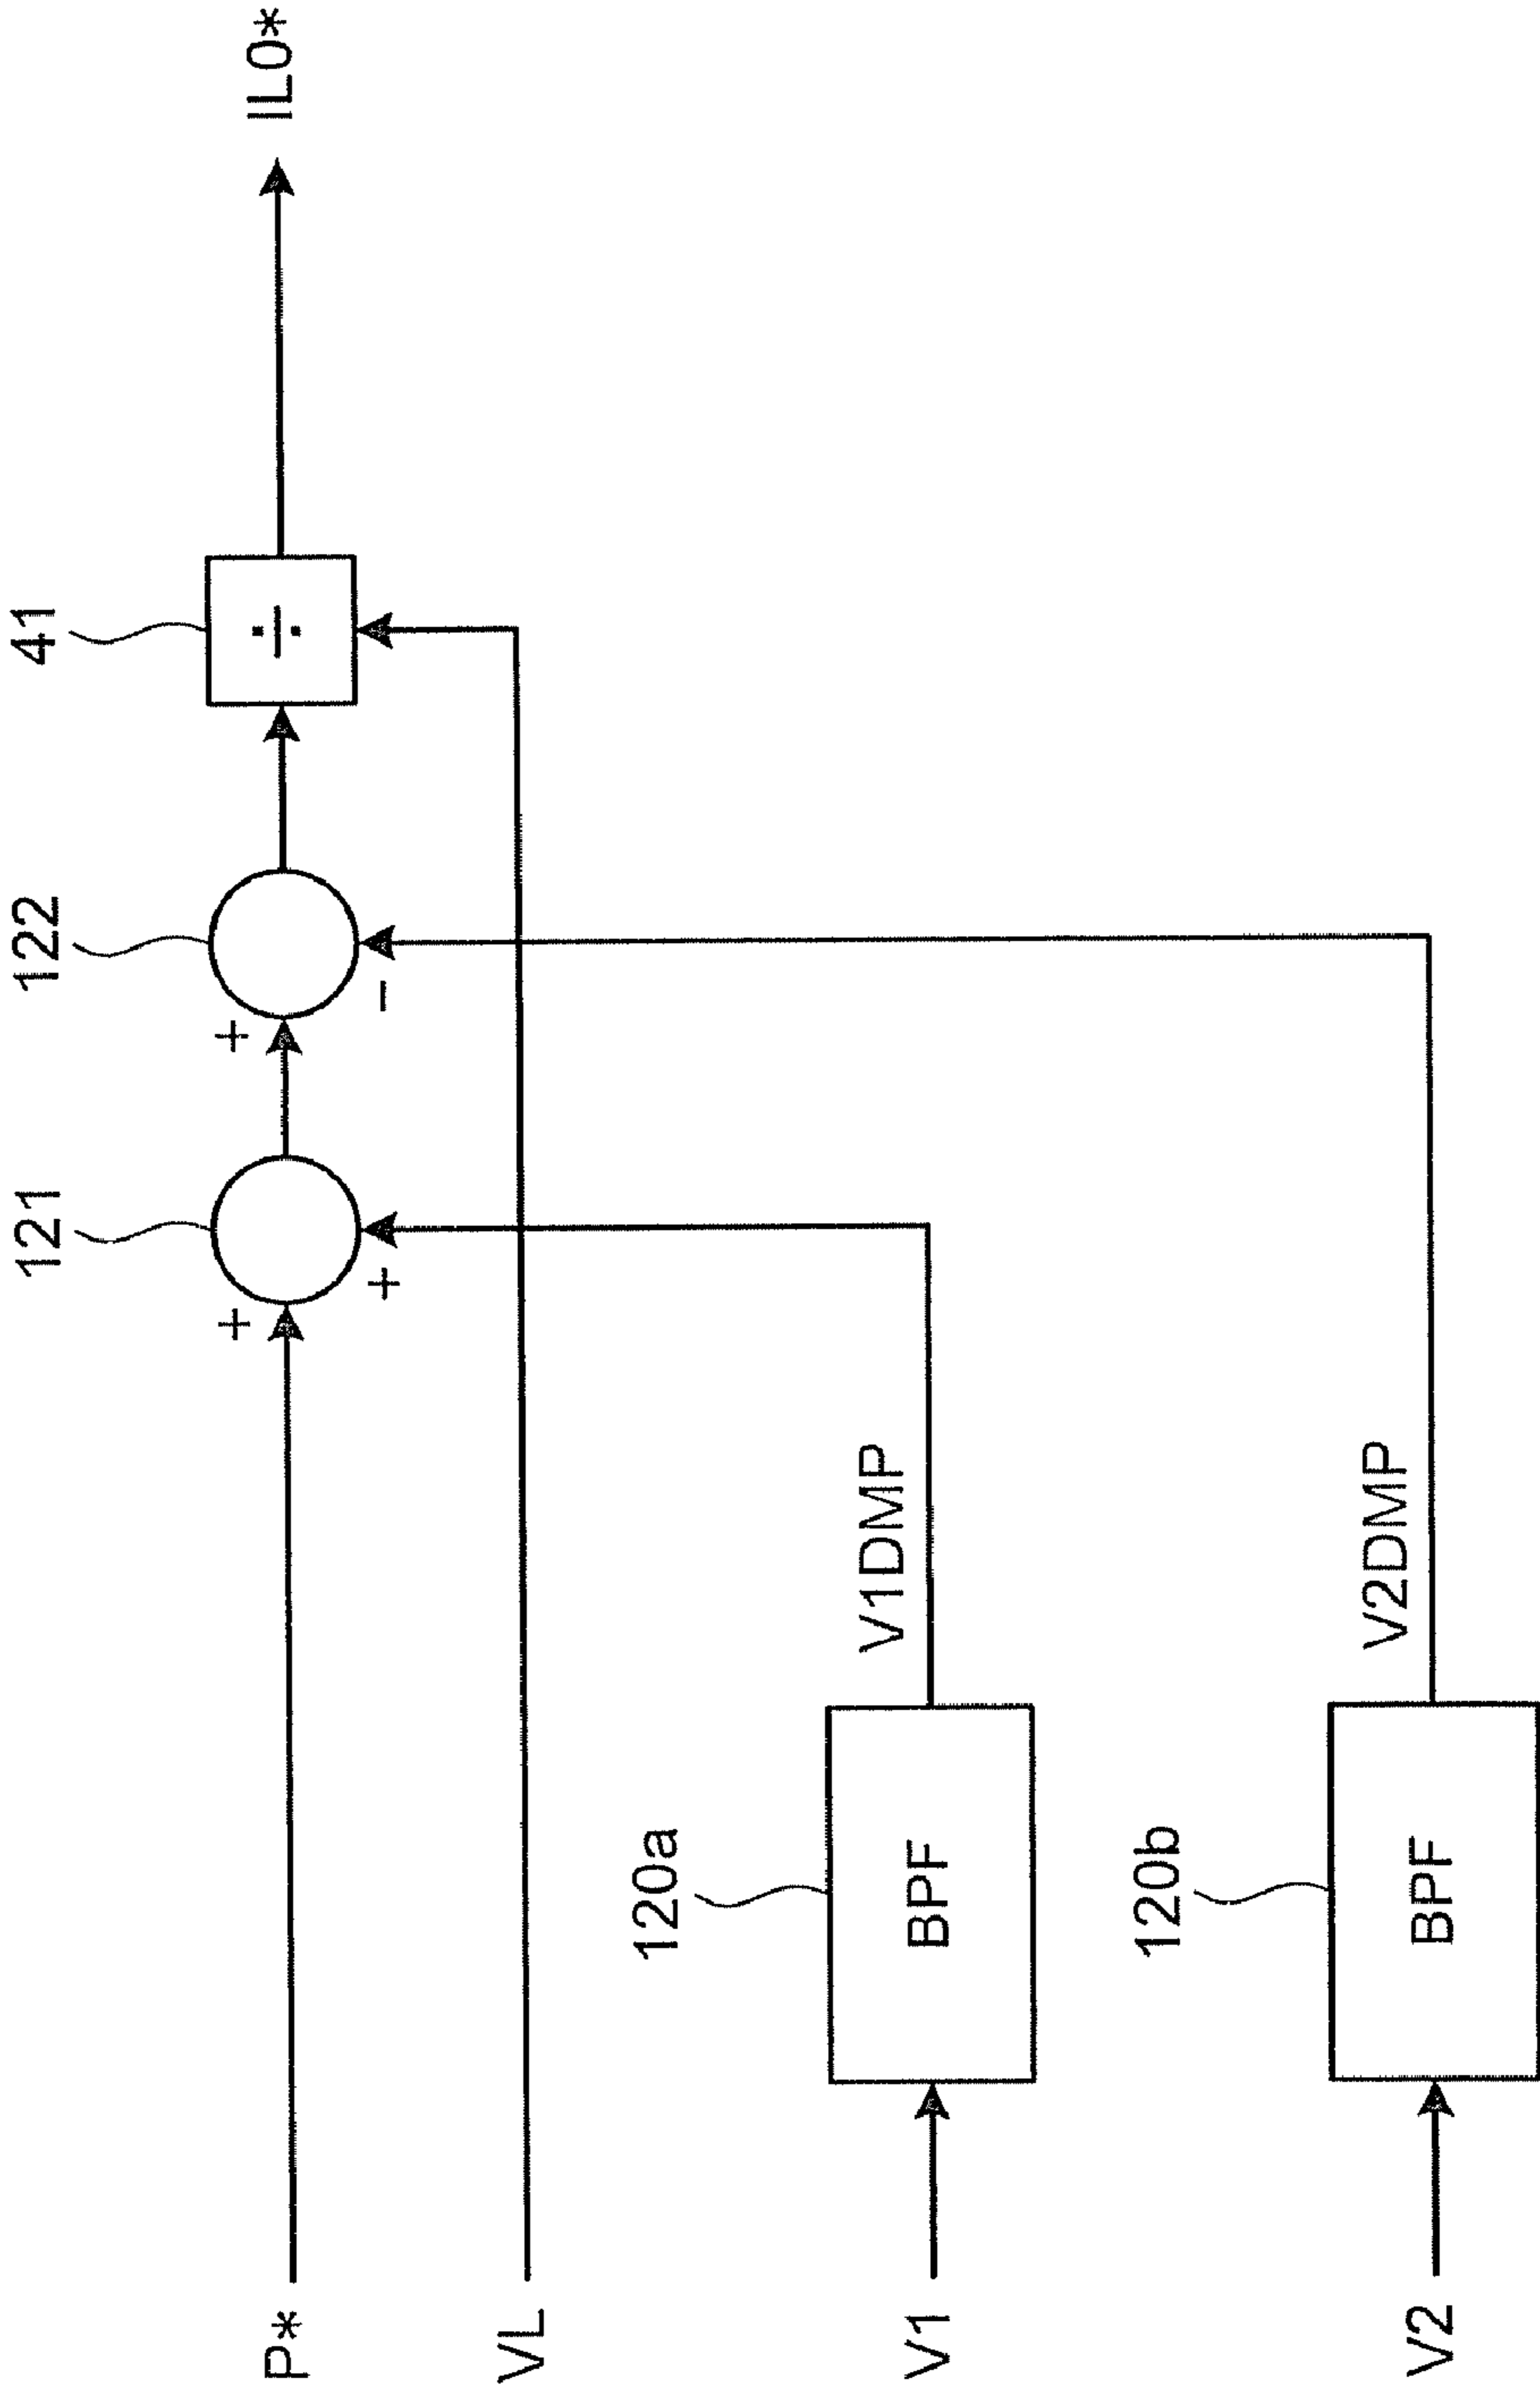 121
122
41
P*
+
+
+
−
÷
IL0*
VL
120a
V1
BPF
V1DMP
120b
V2
BPF
V2DMP